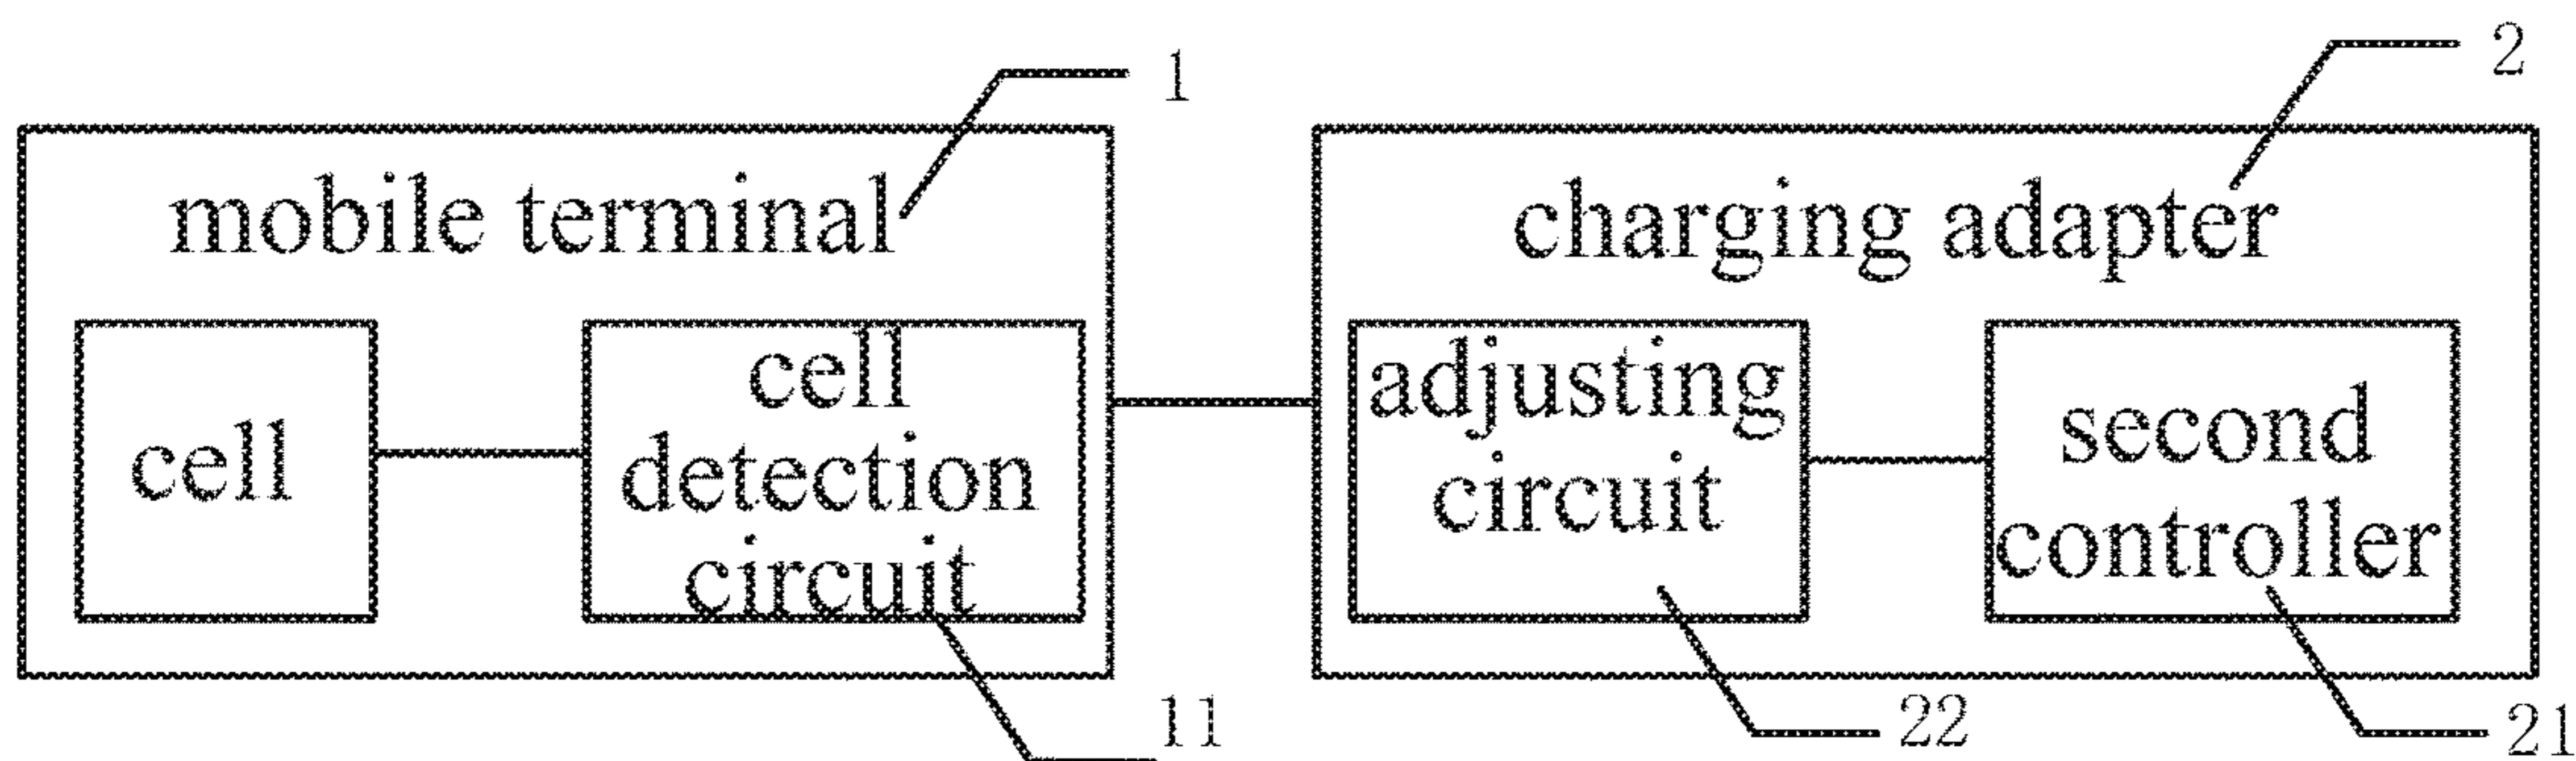 1
2
mobile terminal
charging adapter
cell
cell
detection
circuit
adjusting
circuit
second
controller
11
22
21